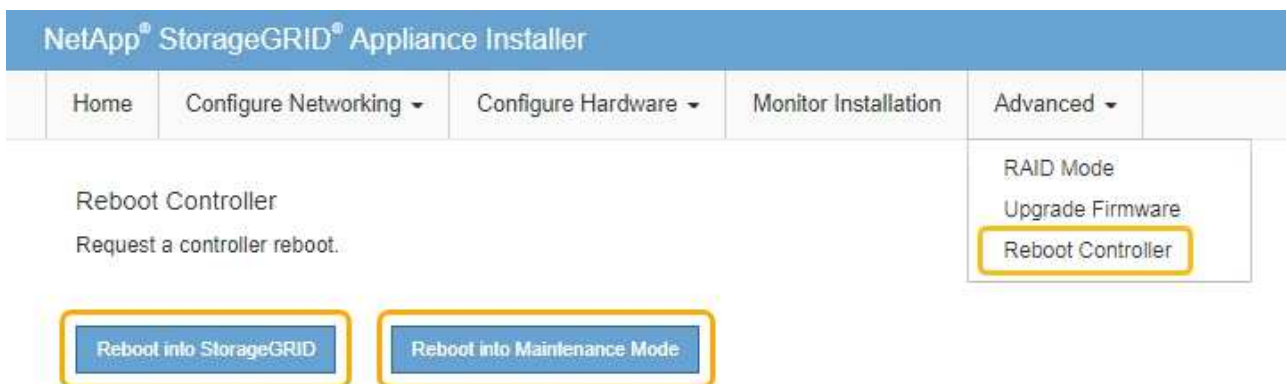 NetApp® StorageGRID® Appliance Installer
Home Configure Networking Configure Hardware Monitor Installation Advanced
RAID Mode
Upgrade Firmware
Reboot Controller
Reboot Controller
Request a controller reboot.
Reboot into StorageGRID Reboot into Maintenance Mode